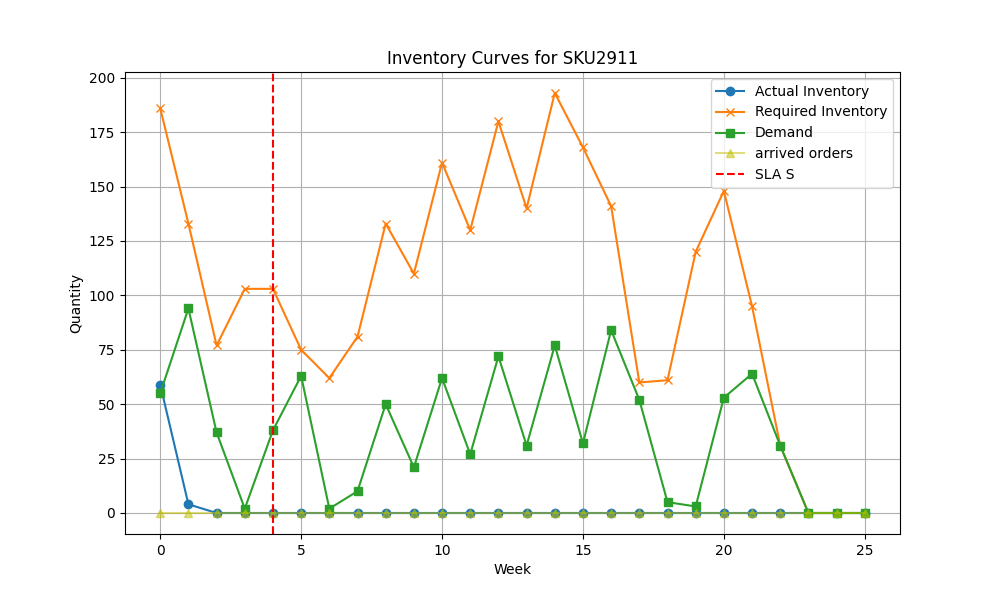 Inventory Curves for SKU2911
Actual Inventory
Required Inventory
Demand
arrived orders
SLA S
Quantity
200
175
150
125
100
75
50
25
0
0 5 10 15 20 25
Week